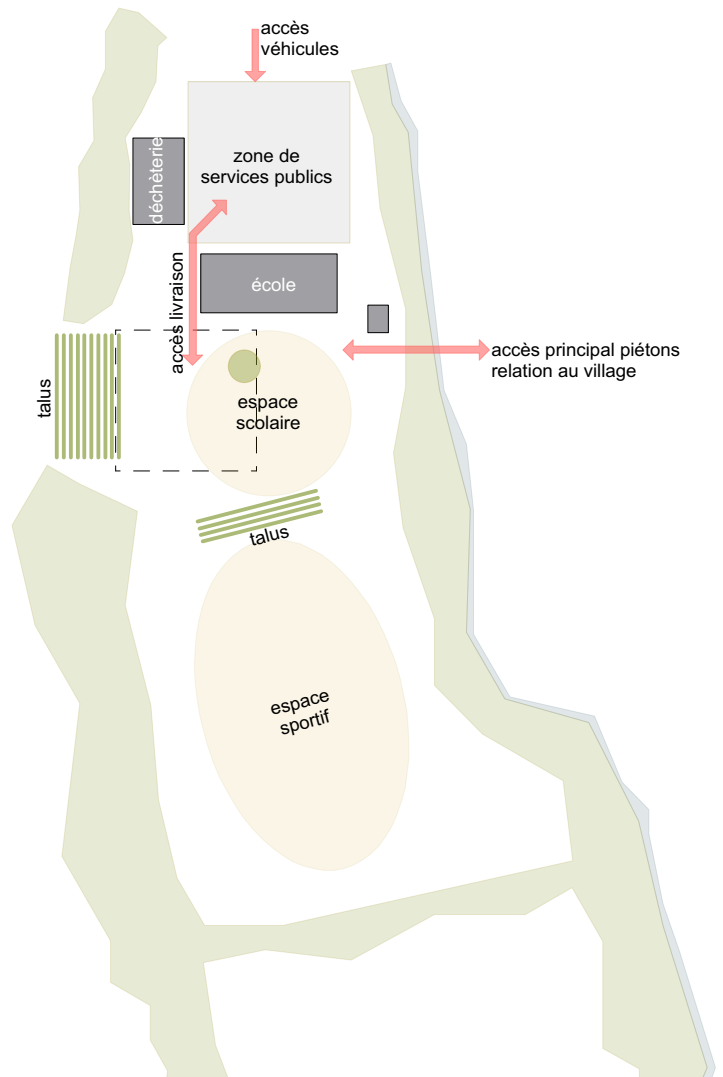 accès
véhicules
déchèterie
zone de
services publics
accès livraison
école
accès principal piétons
relation au village
talus
espace
scolaire
talus
espace
sportif